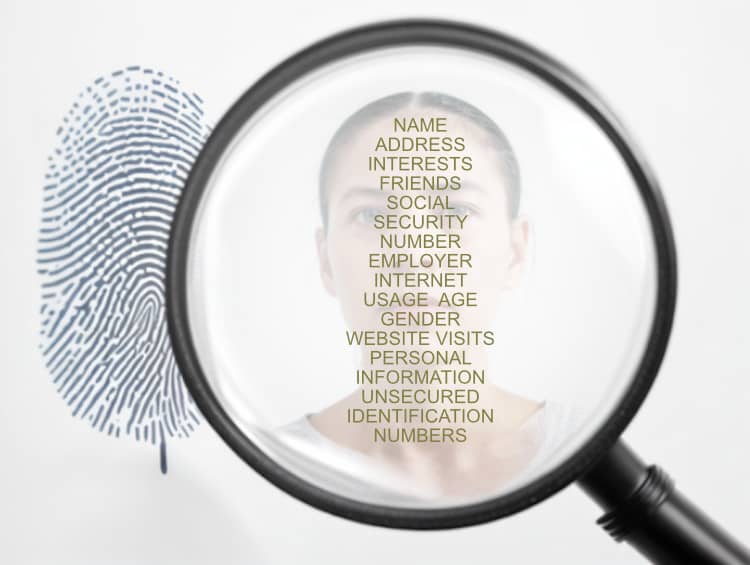 NAME
ADDRESS
INTERESTS
FRIENDS
SOCIAL
SECURITY
NUMBER
EMPLOYER
INTERNET
USAGE AGE
GENDER
WEBSITE VISITS
PERSONAL
INFORMATION
UNSECURED
IDENTIFICATION
NUMBERS